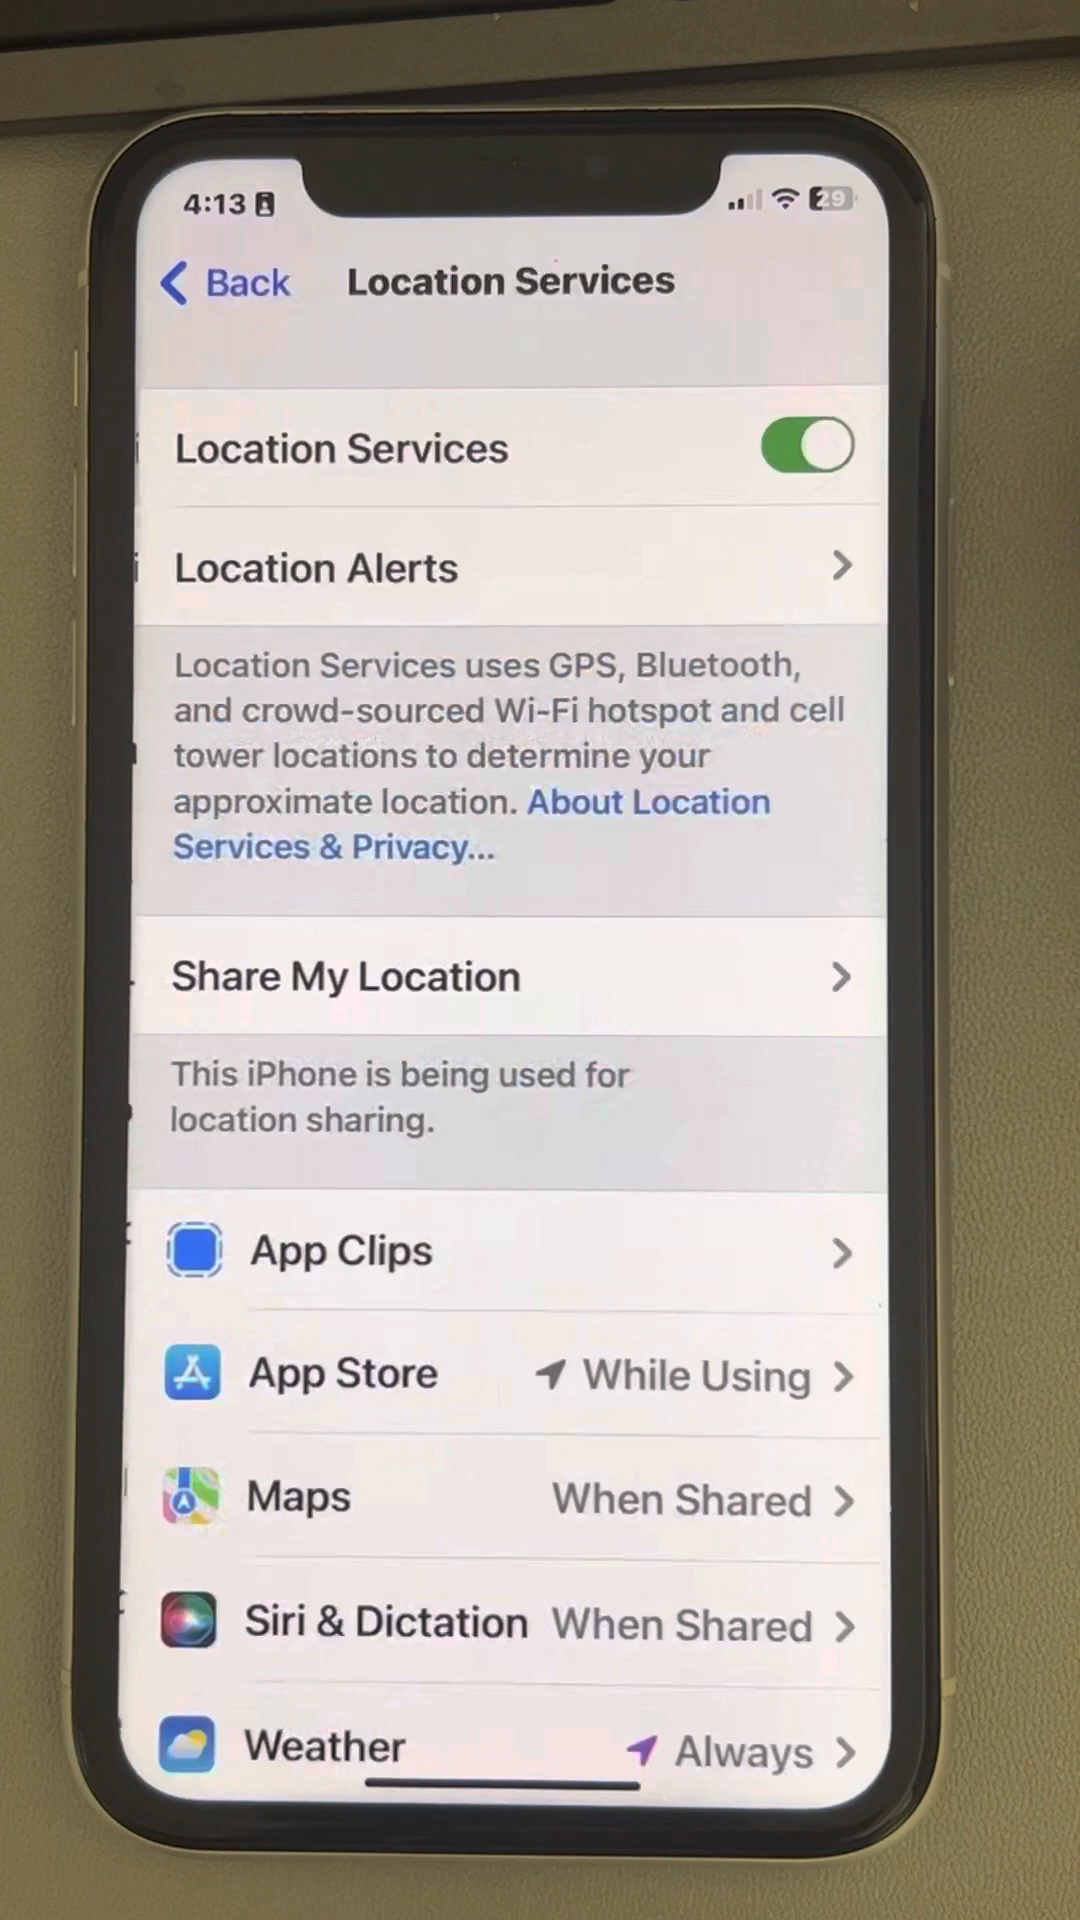 4:13 29
Back Location Services
Location Services
Location Alerts
Location Services uses GPS, Bluetooth,
and crowd-sourced Wi-Fi hotspot and cell
tower locations to determine your
approximate location. About Location
Services & Privacy...
Share My Location
This iPhone is being used for
location sharing.
App Clips
App Store While Using
Maps When Shared
Siri & Dictation When Shared
Weather Always